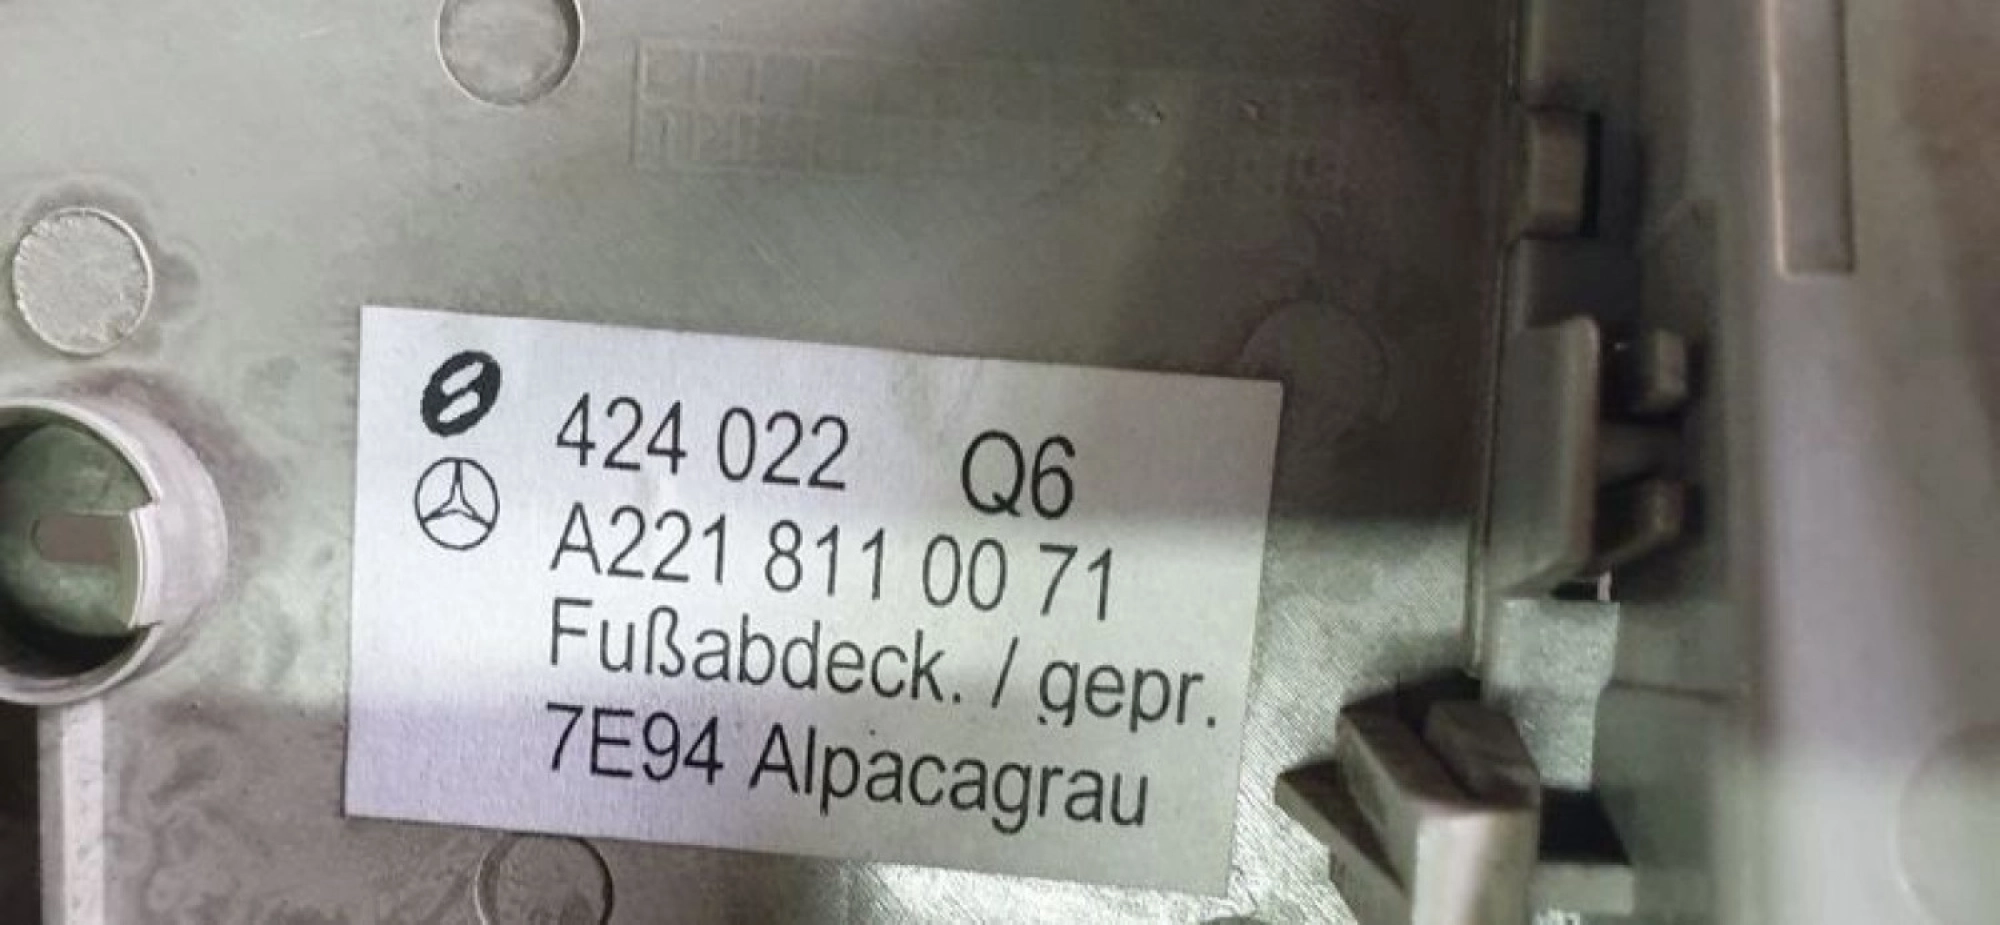 424 022 Q6
A221 811 00 71
Fußabdeck. / gepr.
7E94 Alpacagrau